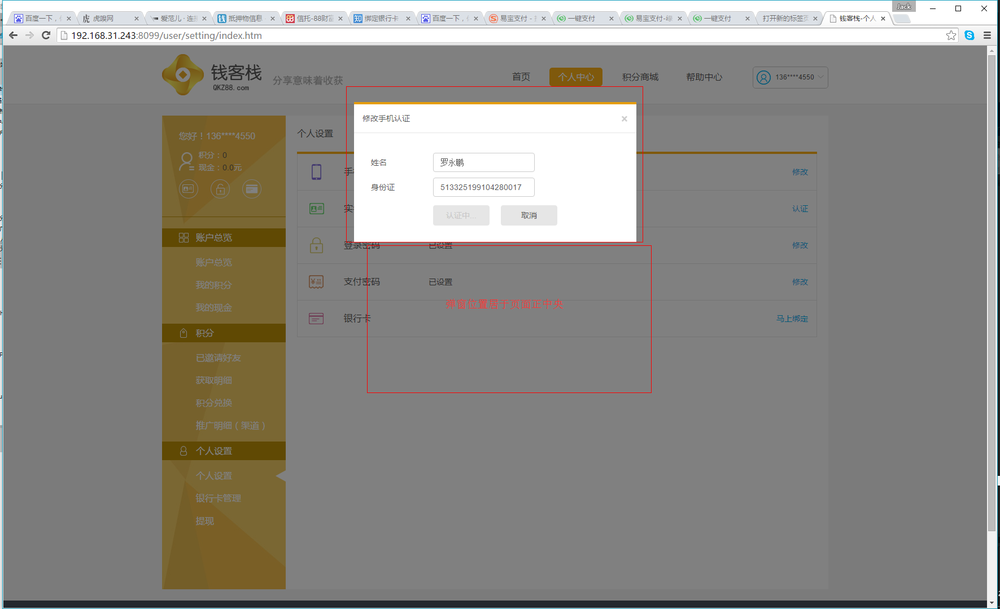 Jack
百度一下，
虎嗅网
爱范儿 · 连接
抵押物信息
信托-88财富
绑定银行卡
百度一下，
易宝支付 -
一键支付
易宝支付-绿
一键支付
打开新的标签页
钱客栈-个人
192.168.31.243:8099/user/setting/index.htm
钱客栈
QKZ88.com
分享意味着收获
首页
个人中心
积分商城
帮助中心
136****4550
您好！136****4550
积分：0
现金：0.0元
账户总览
账户总览
我的积分
我的现金
积分
已邀请好友
获取明细
积分兑换
推广明细（渠道）
个人设置
个人设置
银行卡管理
提现
个人设置
修改手机认证
×
姓名
罗永鹏
身份证
513325199104280017
认证中...
取消
手
修改
实
认证
登录密码
已设置
修改
支付密码
已设置
修改
银行卡
马上绑定
弹窗位置居于页面正中央